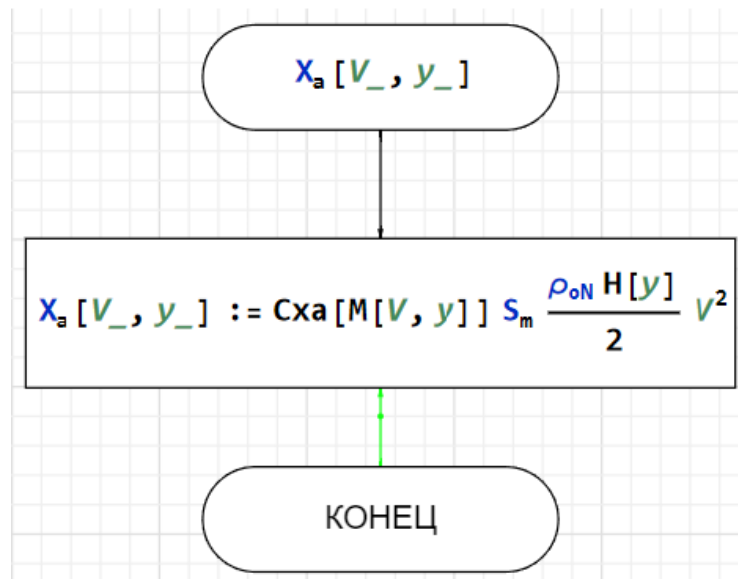 Xₐ[V_, y_]
Xₐ[V_, y_] := Cxa[M[V, y]] Sₘ (ρₒN H[y])/2 V²
КОНЕЦ